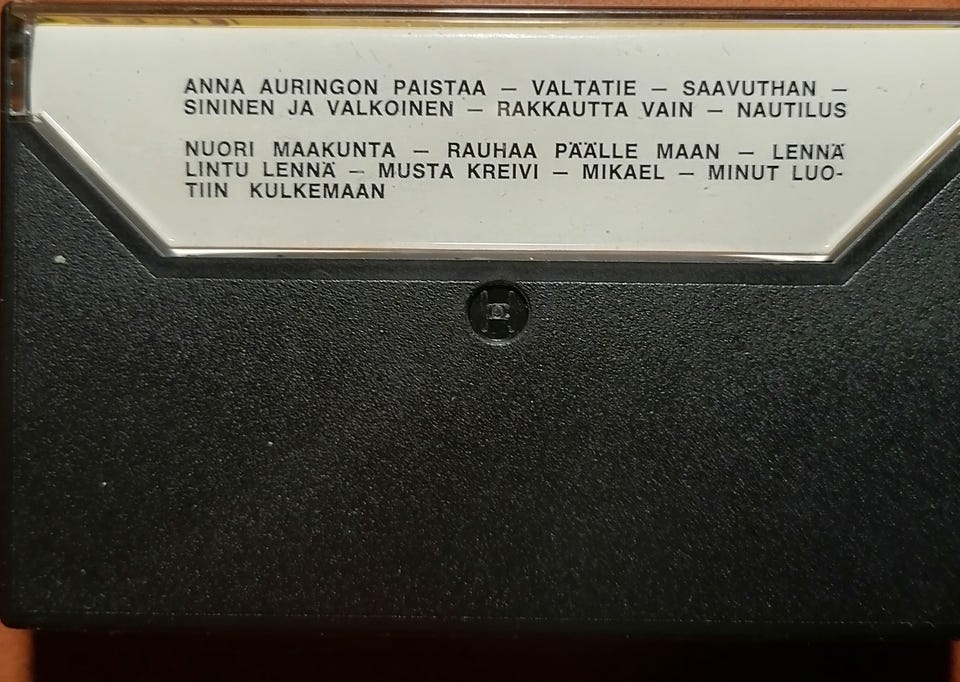 ANNA AURINGON PAISTAA — VALTATIE — SAAVUTHAN —
SININEN JA VALKOINEN — RAKKAUTTA VAIN — NAUTILUS
NUORI MAAKUNTA — RAUHAA PÄÄLLE MAAN — LENNÄ
LINTU LENNÄ — MUSTA KREIVI — MIKAEL — MINUT LUO-
TIIN KULKEMAAN